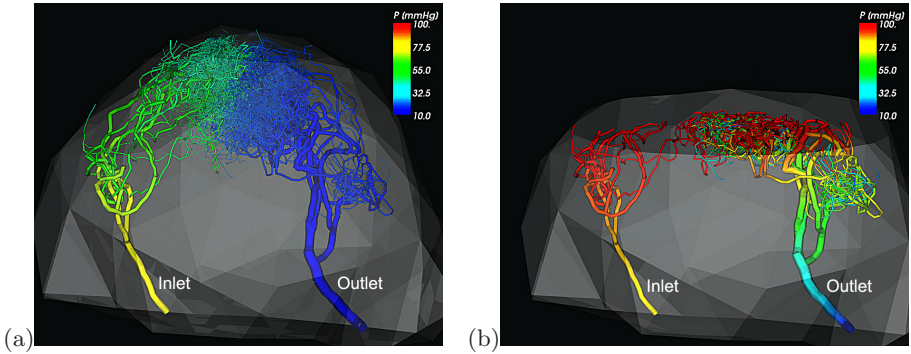 P (mmHg)
100.
77.5
55.0
32.5
10.0
Inlet
Outlet
(a)
P (mmHg)
100.
77.5
55.0
32.5
10.0
Inlet
Outlet
(b)